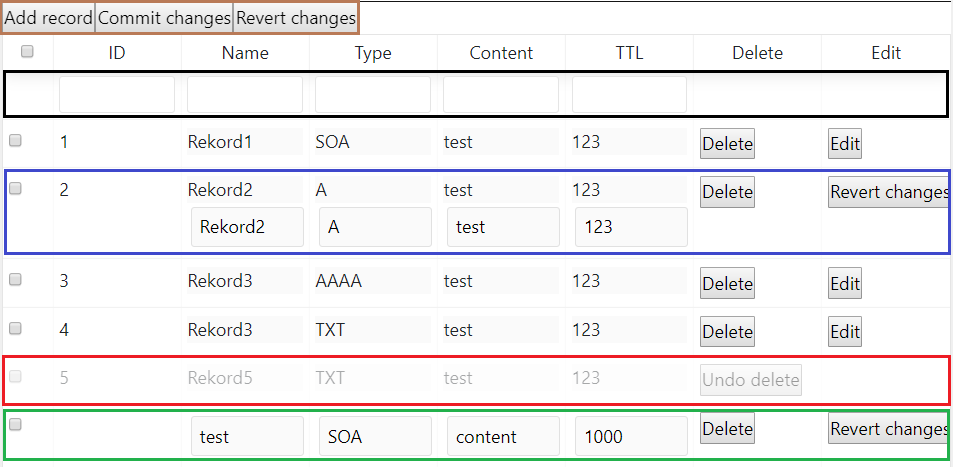 Add record Commit changes Revert changes
ID Name Type Content TTL Delete Edit
1 Rekord1 SOA test 123 Delete Edit
2 Rekord2 A test 123 Delete Revert changes
Rekord2 A test 123
3 Rekord3 AAAA test 123 Delete Edit
4 Rekord3 TXT test 123 Delete Edit
5 Rekord5 TXT test 123 Undo delete
test SOA content 1000 Delete Revert changes